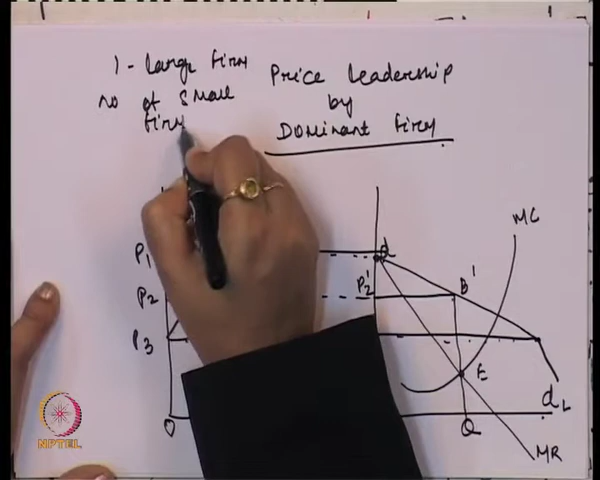 1 - Large firm
no of small
firm
Price Leadership
by
Dominant firm
MC
P1
d
P2
P2'
B'
P3
E
dL
O
Q
MR
NPTEL